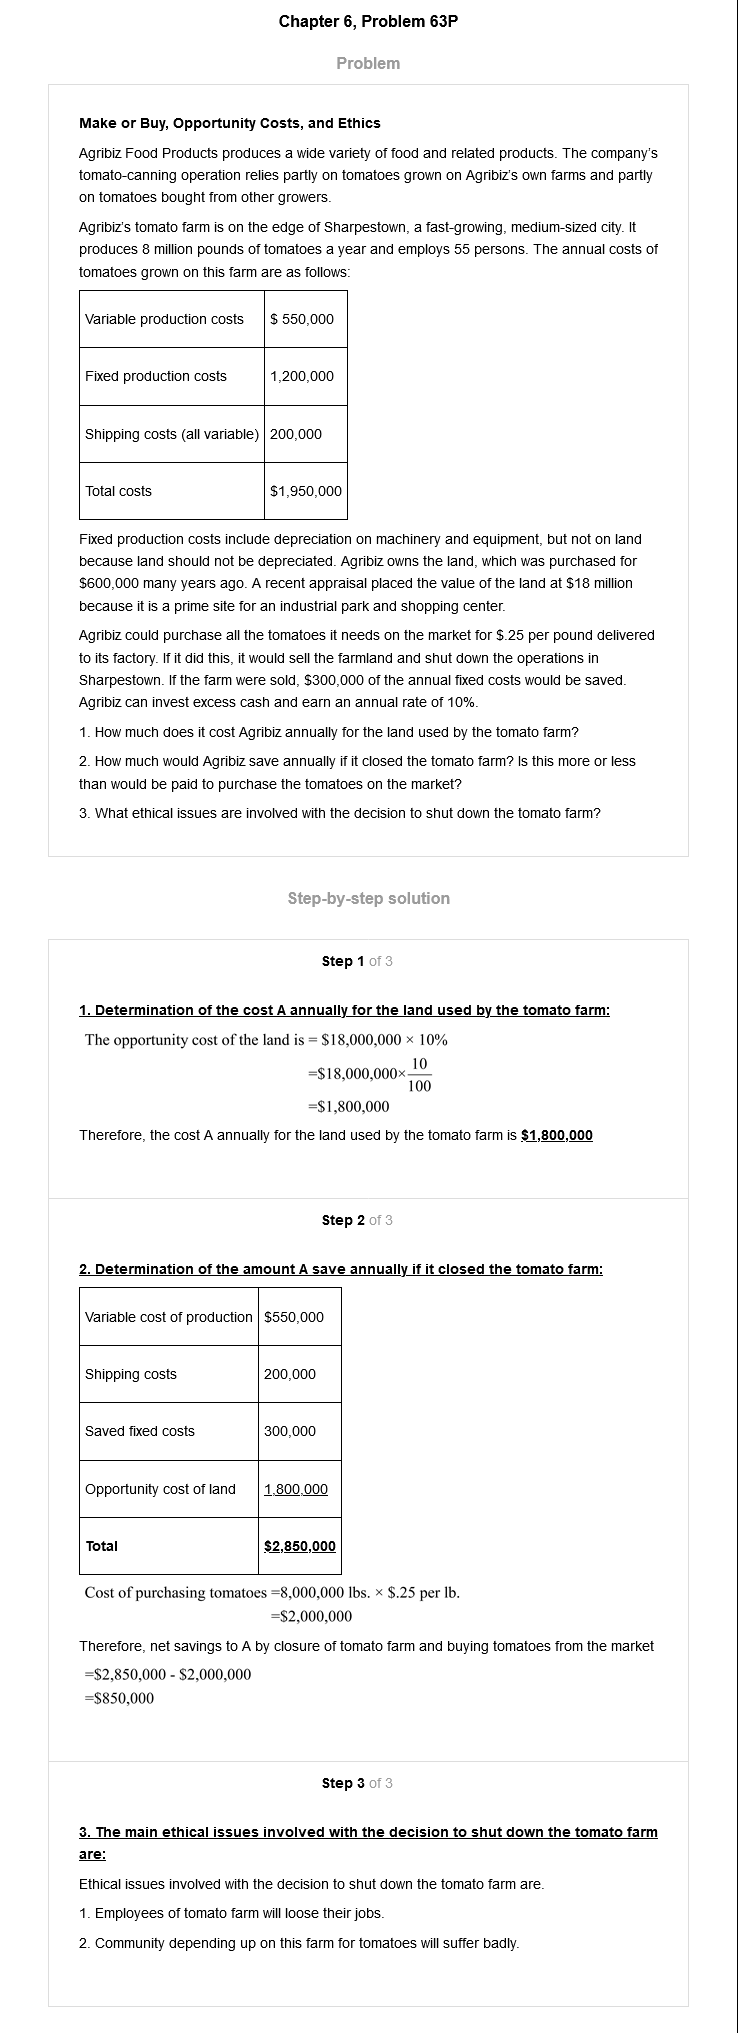 Chapter 6, Problem 63P
Problem
Make or Buy, Opportunity Costs, and Ethics
Agribiz Food Products produces a wide variety of food and related products. The company's
tomato-canning operation relies partly on tomatoes grown on Agribiz's own farms and partly
on tomatoes bought from other growers.
Agribiz's tomato farm is on the edge of Sharpestown, a fast-growing, medium-sized city. It
produces 8 million pounds of tomatoes a year and employs 55 persons. The annual costs of
tomatoes grown on this farm are as follows:
Variable production costs $ 550,000
Fixed production costs 1,200,000
Shipping costs (all variable) 200,000
Total costs $1,950,000
Fixed production costs include depreciation on machinery and equipment, but not on land
because land should not be depreciated. Agribiz owns the land, which was purchased for
$600,000 many years ago. A recent appraisal placed the value of the land at $18 million
because it is a prime site for an industrial park and shopping center.
Agribiz could purchase all the tomatoes it needs on the market for $.25 per pound delivered
to its factory. If it did this, it would sell the farmland and shut down the operations in
Sharpestown. If the farm were sold, $300,000 of the annual fixed costs would be saved.
Agribiz can invest excess cash and earn an annual rate of 10%.
1. How much does it cost Agribiz annually for the land used by the tomato farm?
2. How much would Agribiz save annually if it closed the tomato farm? Is this more or less
than would be paid to purchase the tomatoes on the market?
3. What ethical issues are involved with the decision to shut down the tomato farm?
Step-by-step solution
Step 1 of 3
1. Determination of the cost A annually for the land used by the tomato farm:
The opportunity cost of the land is = $18,000,000 × 10%
=$18,000,000×10/100
=$1,800,000
Therefore, the cost A annually for the land used by the tomato farm is $1,800,000
Step 2 of 3
2. Determination of the amount A save annually if it closed the tomato farm:
Variable cost of production $550,000
Shipping costs 200,000
Saved fixed costs 300,000
Opportunity cost of land 1,800,000
Total $2,850,000
Cost of purchasing tomatoes =8,000,000 lbs. × $.25 per lb.
=$2,000,000
Therefore, net savings to A by closure of tomato farm and buying tomatoes from the market
=$2,850,000 - $2,000,000
=$850,000
Step 3 of 3
3. The main ethical issues involved with the decision to shut down the tomato farm
are:
Ethical issues involved with the decision to shut down the tomato farm are.
1. Employees of tomato farm will loose their jobs.
2. Community depending up on this farm for tomatoes will suffer badly.